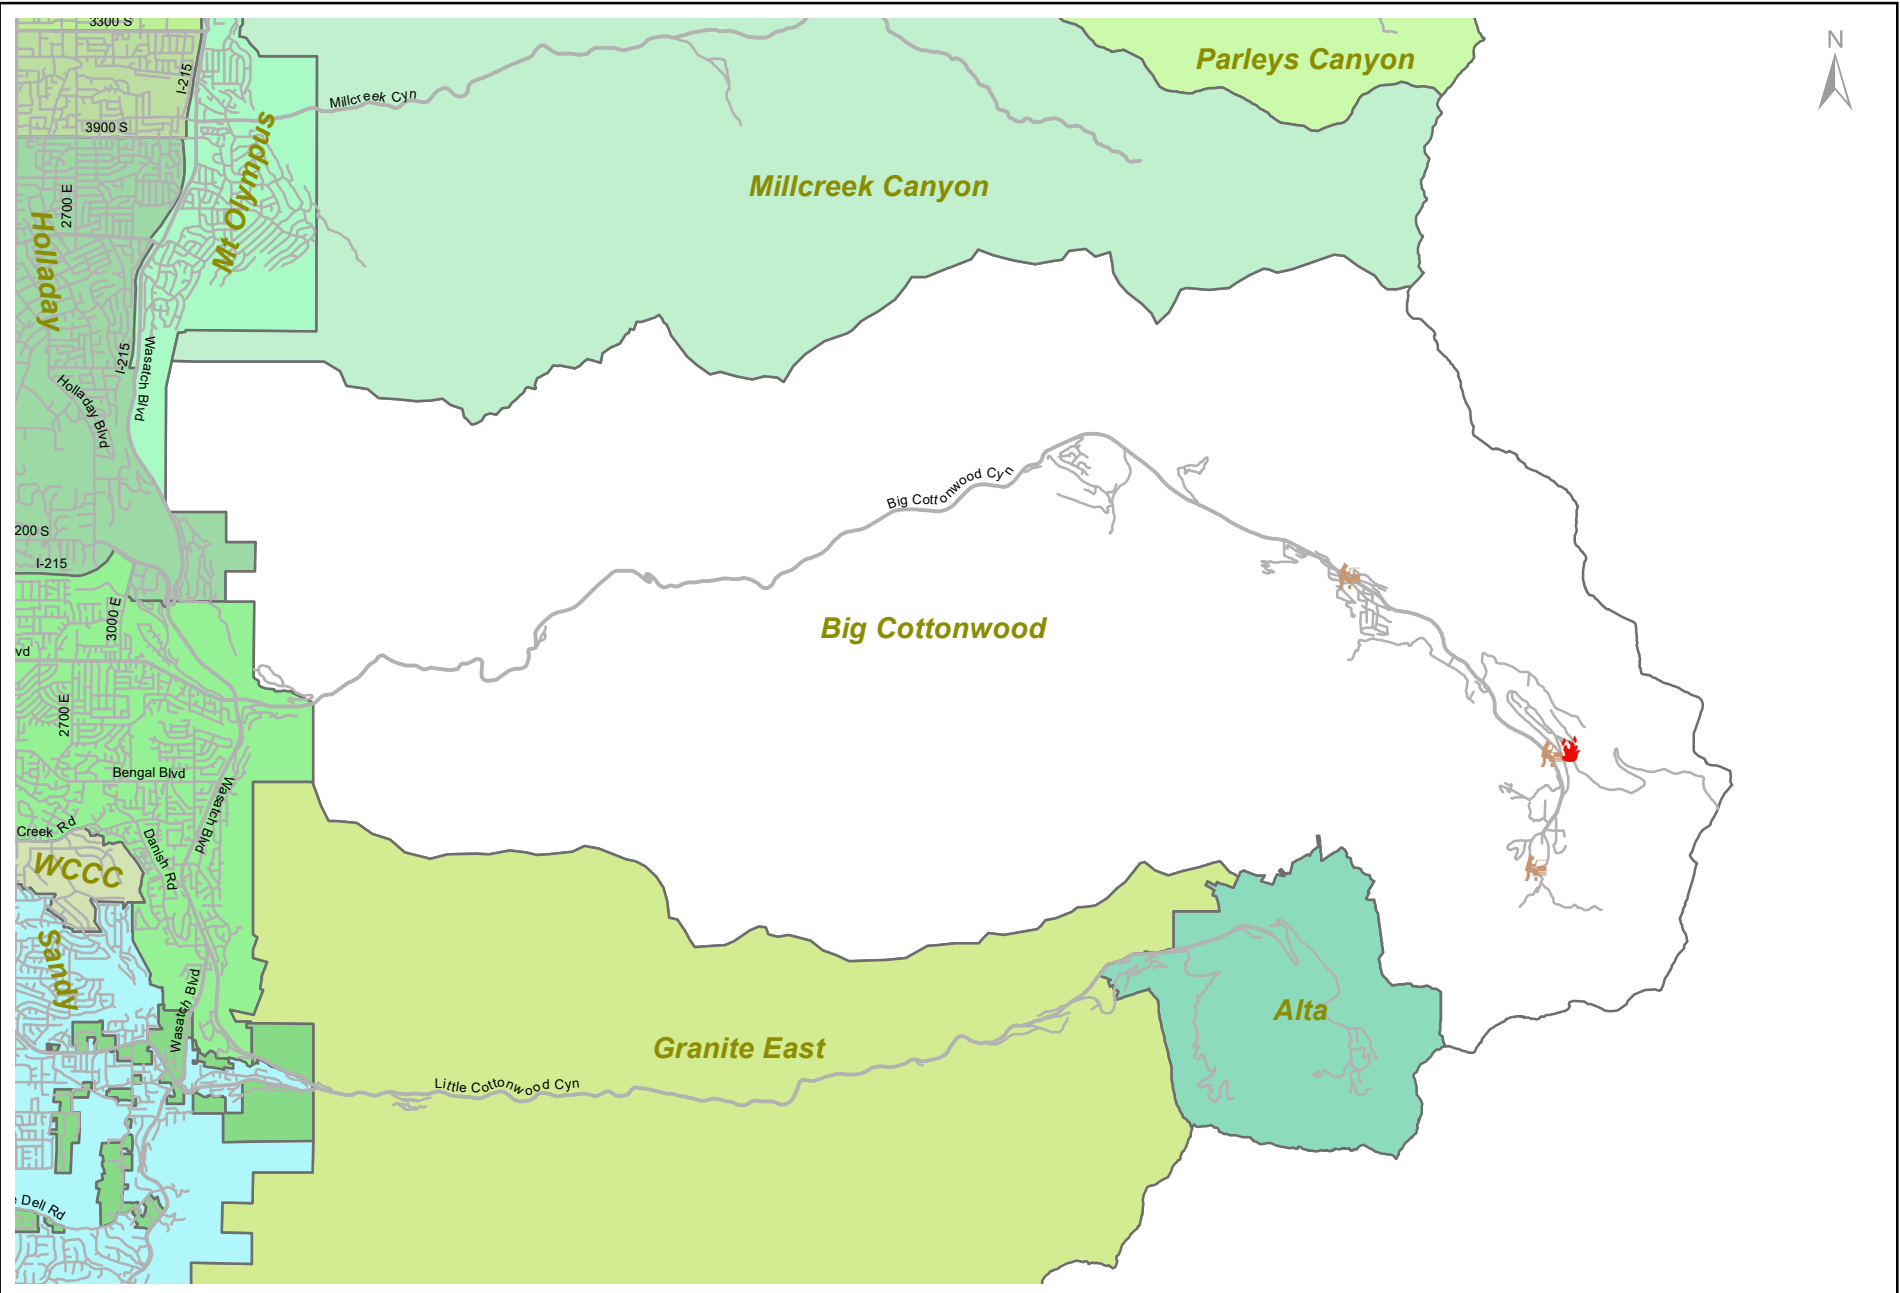 3300 S
Parleys Canyon
N
I-215
Millcreek Cyn
3900 S
Mt Olympus
Millcreek Canyon
2700 E
Holladay
I-215
Wasatch Blvd
Holladay Blvd
Big Cottonwood Cyn
200 S
I-215
3000 E
Big Cottonwood
vd
2700 E
Bengal Blvd
Wasatch Blvd
Creek Rd
Danish Rd
WCCC
Sandy
Wasatch Blvd
Alta
Granite East
Little Cottonwood Cyn
e Dell Rd